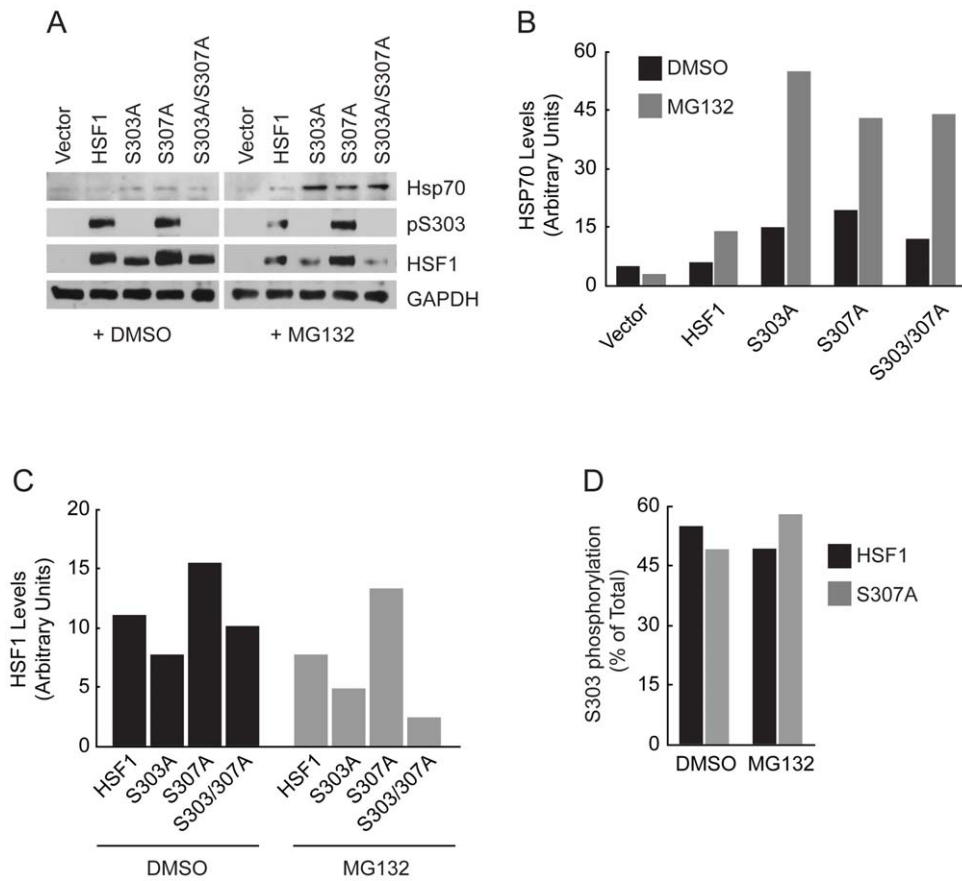 A
Vector
HSF1
S303A
S307A
S303A/S307A
Vector
HSF1
S303A
S307A
S303A/S307A
Hsp70
pS303
HSF1
GAPDH
+ DMSO
+ MG132
B
HSP70 Levels
(Arbitrary Units)
60
45
30
15
0
DMSO
MG132
Vector
HSF1
S303A
S307A
S303/307A
C
HSF1 Levels
(Arbitrary Units)
20
15
10
5
0
HSF1
S303A
S307A
S303/307A
HSF1
S303A
S307A
S303/307A
DMSO
MG132
D
S303 phosphorylation
(% of Total)
60
45
30
15
0
DMSO
MG132
HSF1
S307A